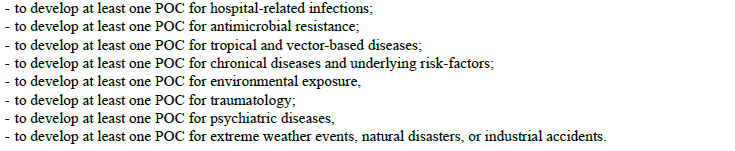 - to develop at least one POC for hospital-related infections;
- to develop at least one POC for antimicrobial resistance;
- to develop at least one POC for tropical and vector-based diseases;
- to develop at least one POC for chronical diseases and underlying risk-factors;
- to develop at least one POC for environmental exposure,
- to develop at least one POC for traumatology;
- to develop at least one POC for psychiatric diseases,
- to develop at least one POC for extreme weather events, natural disasters, or industrial accidents.